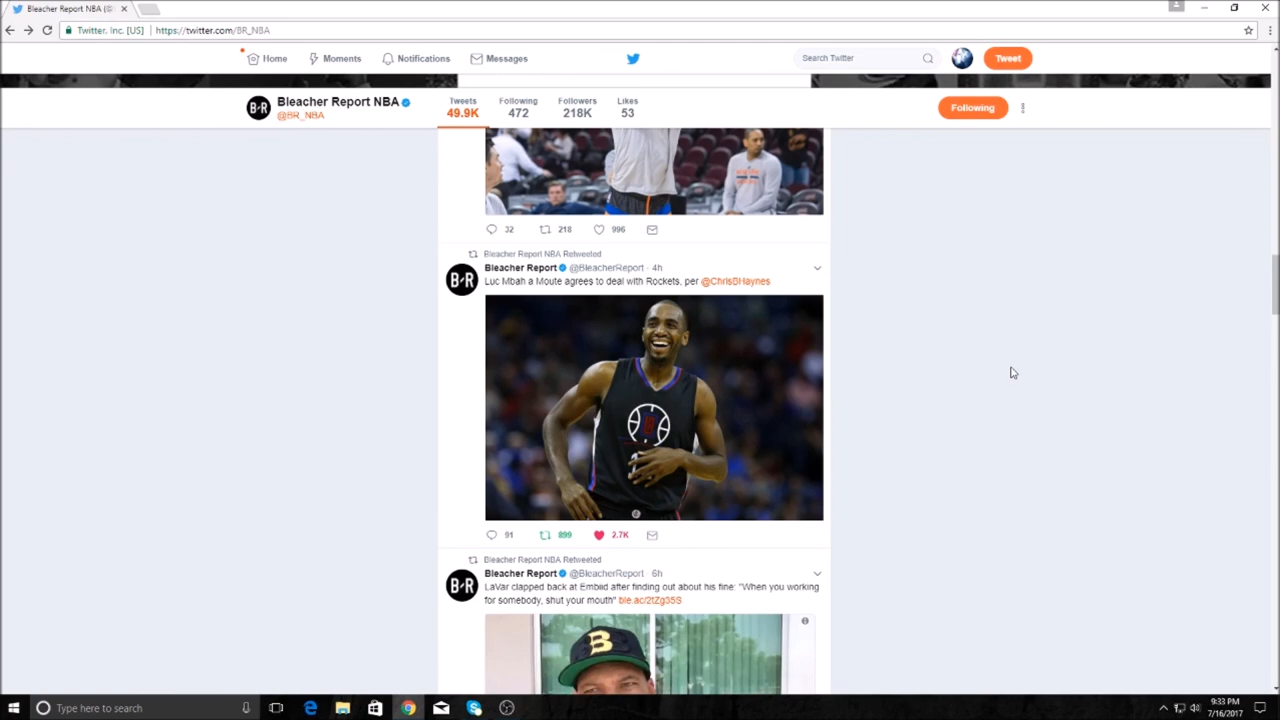 Bleacher Report NBA (@
Twitter, Inc. [US] https://twitter.com/BR_NBA
Home Moments Notifications Messages Search Twitter Tweet
B/R Bleacher Report NBA
@BR_NBA
Tweets Following Followers Likes
49.9K 472 218K 53
Following
32 218 996
Bleacher Report NBA Retweeted
B/R Bleacher Report @BleacherReport · 4h
Luc Mbah a Moute agrees to deal with Rockets, per @ChrisBHaynes
91 899 2.7K
Bleacher Report NBA Retweeted
B/R Bleacher Report @BleacherReport · 6h
LaVar clapped back at Embiid after finding out about his fine: "When you working
for somebody, shut your mouth" ble.ac/2tZg35S
B
Type here to search
9:33 PM
7/16/2017